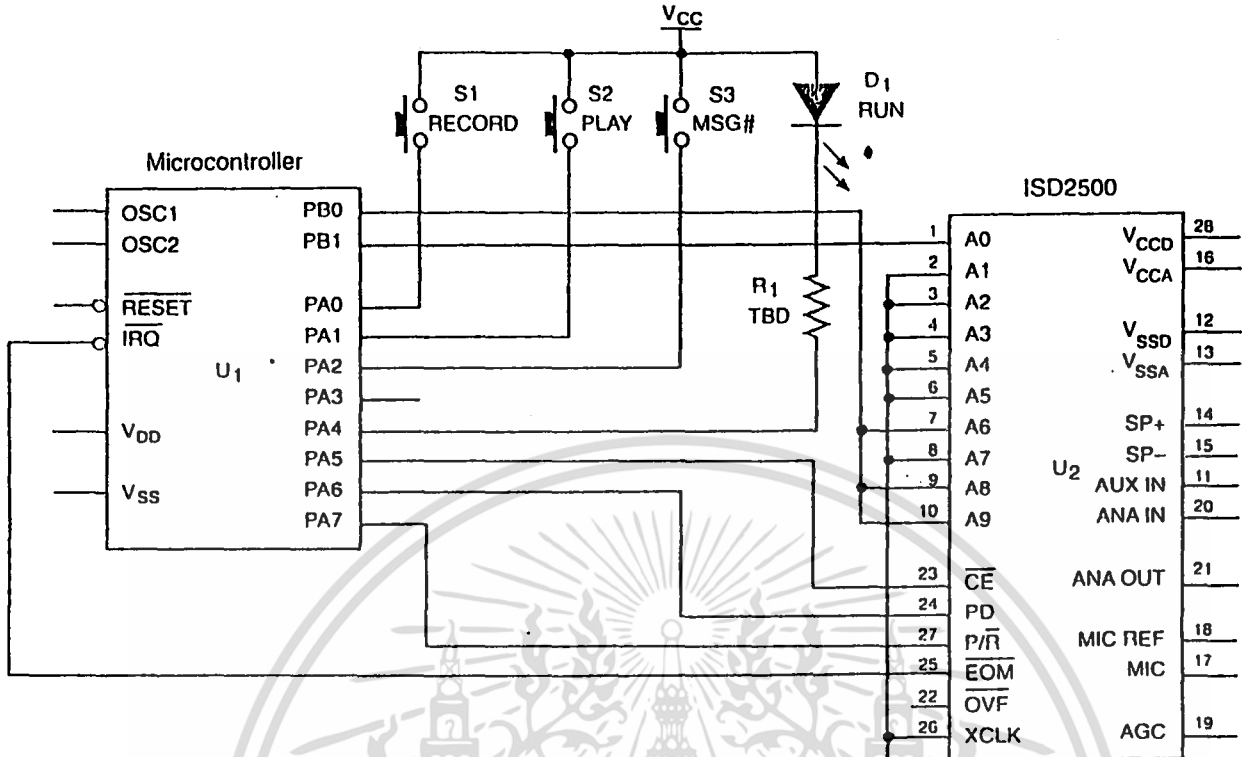 VCC
S1
RECORD
S2
PLAY
S3
MSG#
D1
RUN
R1
TBD
Microcontroller
OSC1
OSC2
RESET
IRQ
U1
VDD
VSS
PB0
PB1
PA0
PA1
PA2
PA3
PA4
PA5
PA6
PA7
ISD2500
1 A0
2 A1
3 A2
4 A3
5 A4
6 A5
7 A6
8 A7
9 A8
10 A9
23 CE
24 PD
27 P/R
25 EOM
22 OVF
26 XCLK
U2
VCCD 28
VCCA 16
VSSD 12
VSSA 13
SP+ 14
SP– 15
AUX IN 11
ANA IN 20
ANA OUT 21
MIC REF 18
MIC 17
AGC 19